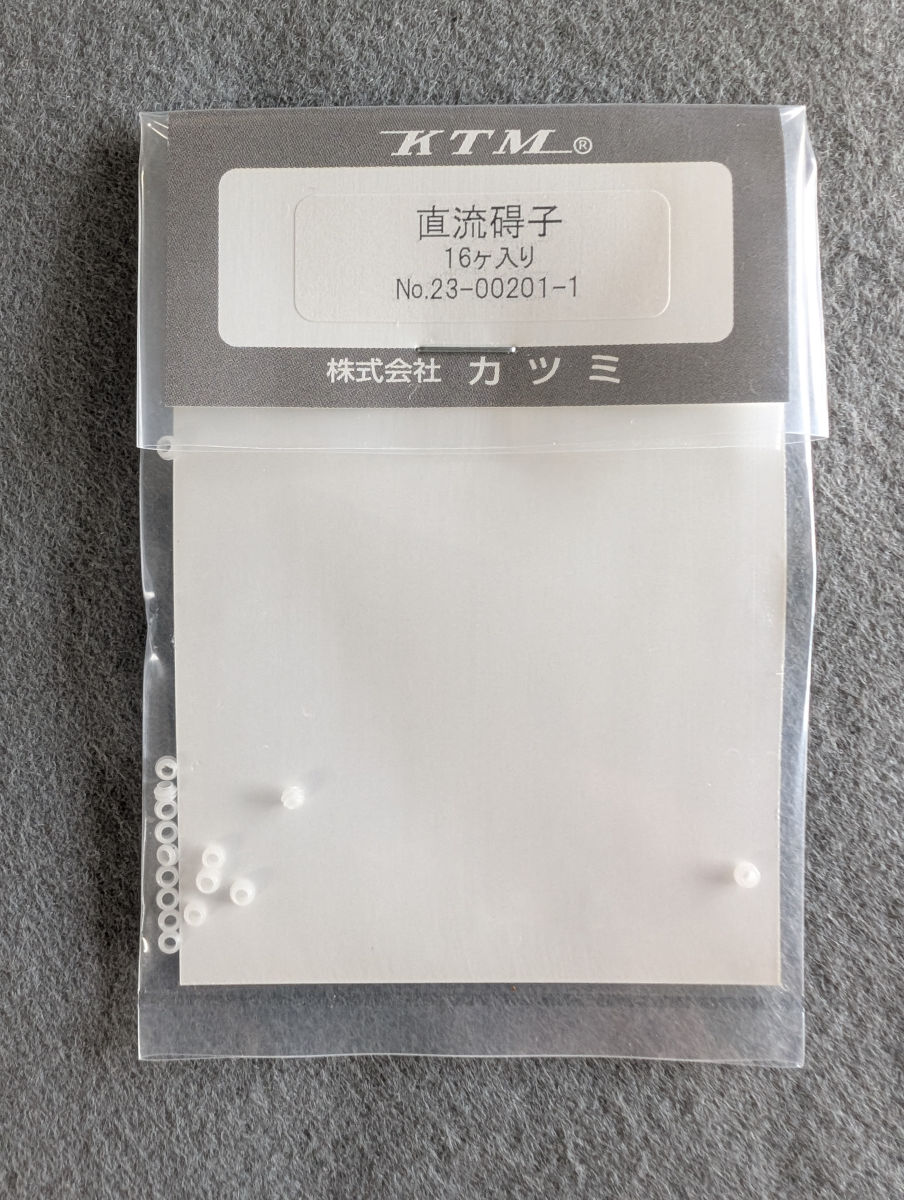 KTM®
直流碍子
16ヶ入り
No.23-00201-1
株式会社 カツミ